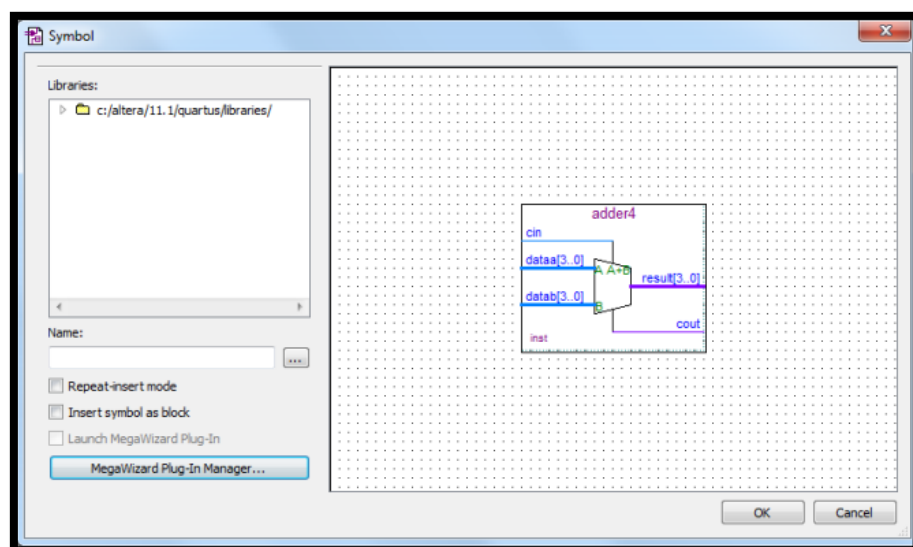 Symbol
Libraries:
c:/altera/11.1/quartus/libraries/
Name:
...
Repeat-insert mode
Insert symbol as block
Launch MegaWizard Plug-In
MegaWizard Plug-In Manager...
adder4
cin
dataa[3..0]
A A+B
result[3..0]
datab[3..0]
B
cout
inst
OK
Cancel